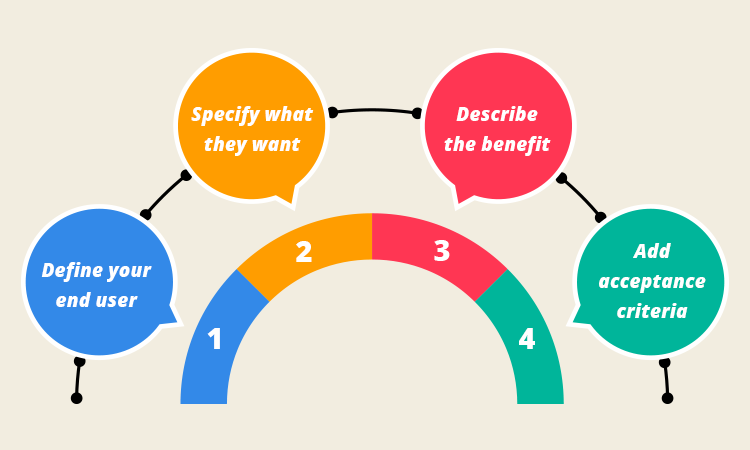 Define your
end user
Specify what
they want
Describe
the benefit
Add
acceptance
criteria
1
2
3
4